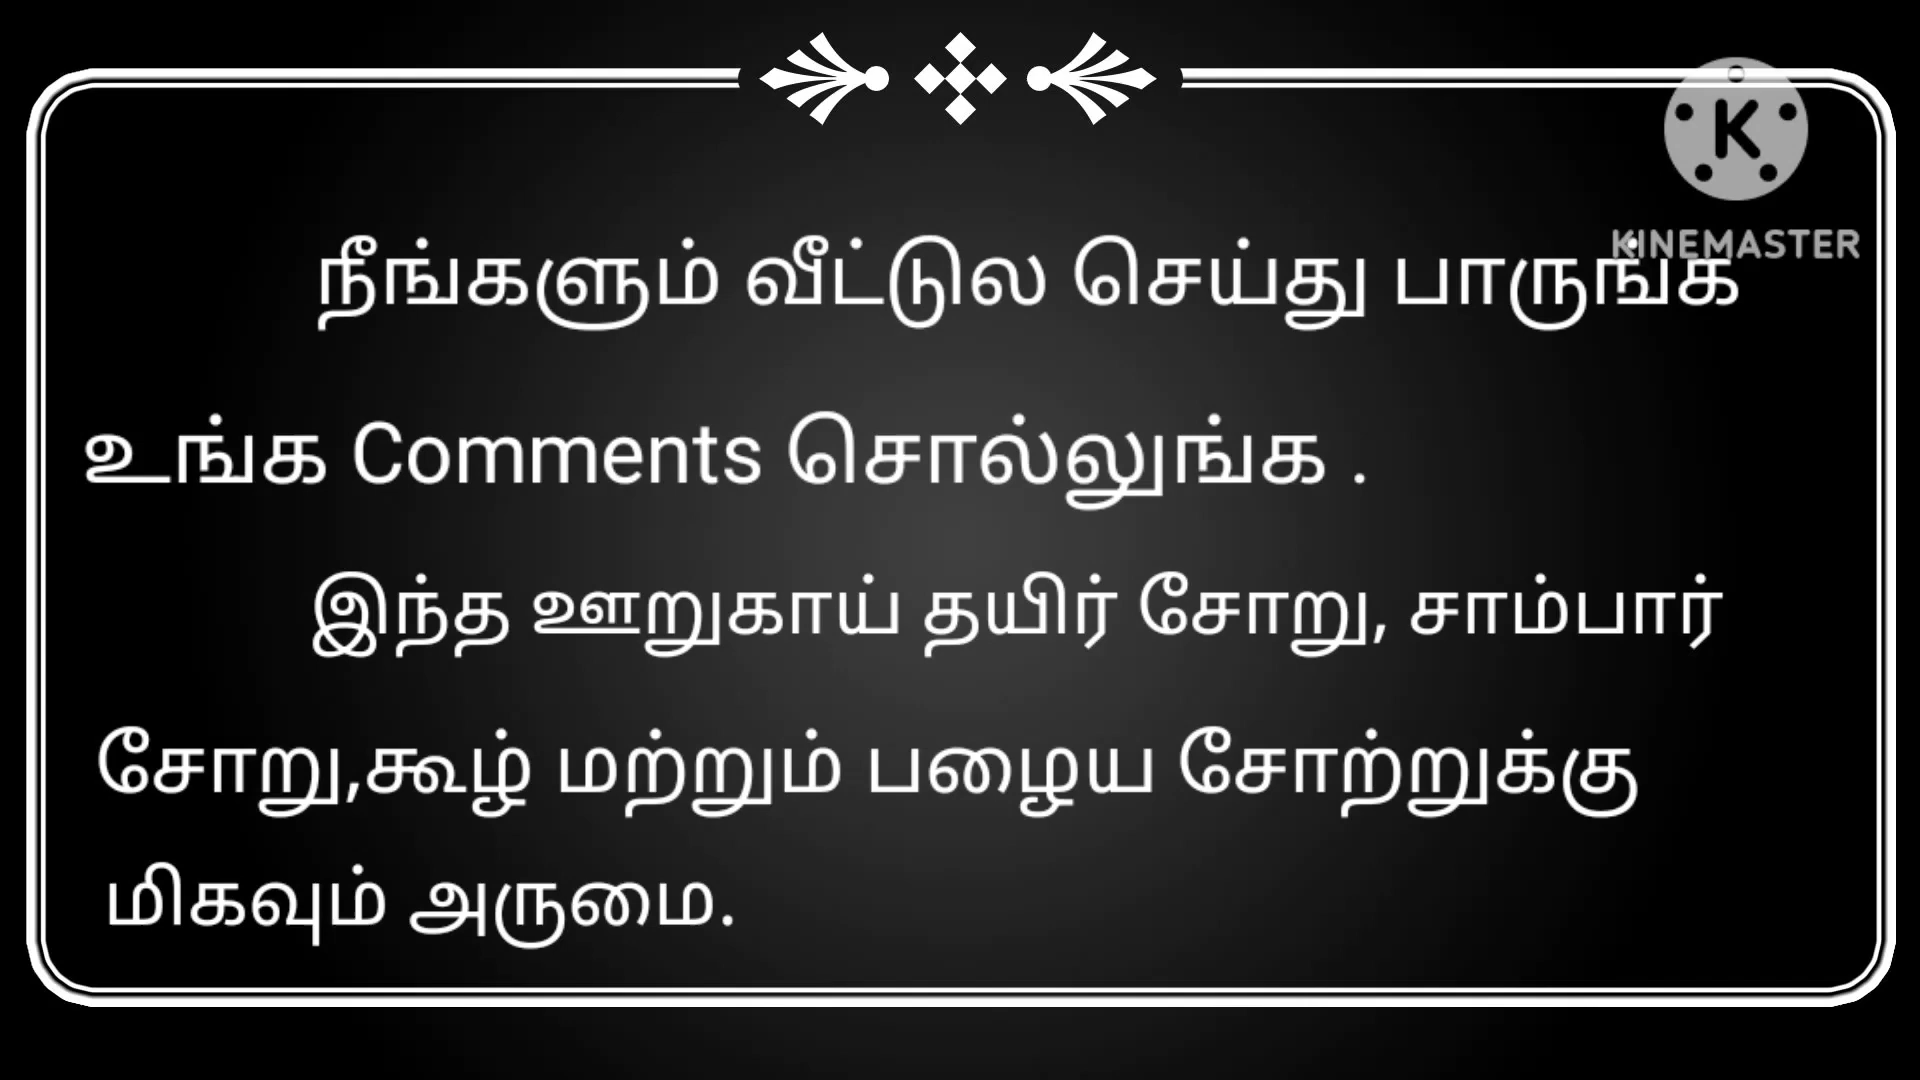 K
KINEMASTER
நீங்களும் வீட்டுல செய்து பாருங்க
உங்க Comments சொல்லுங்க .
இந்த ஊறுகாய் தயிர் சோறு, சாம்பார்
சோறு,கூழ் மற்றும் பழைய சோற்றுக்கு
மிகவும் அருமை.